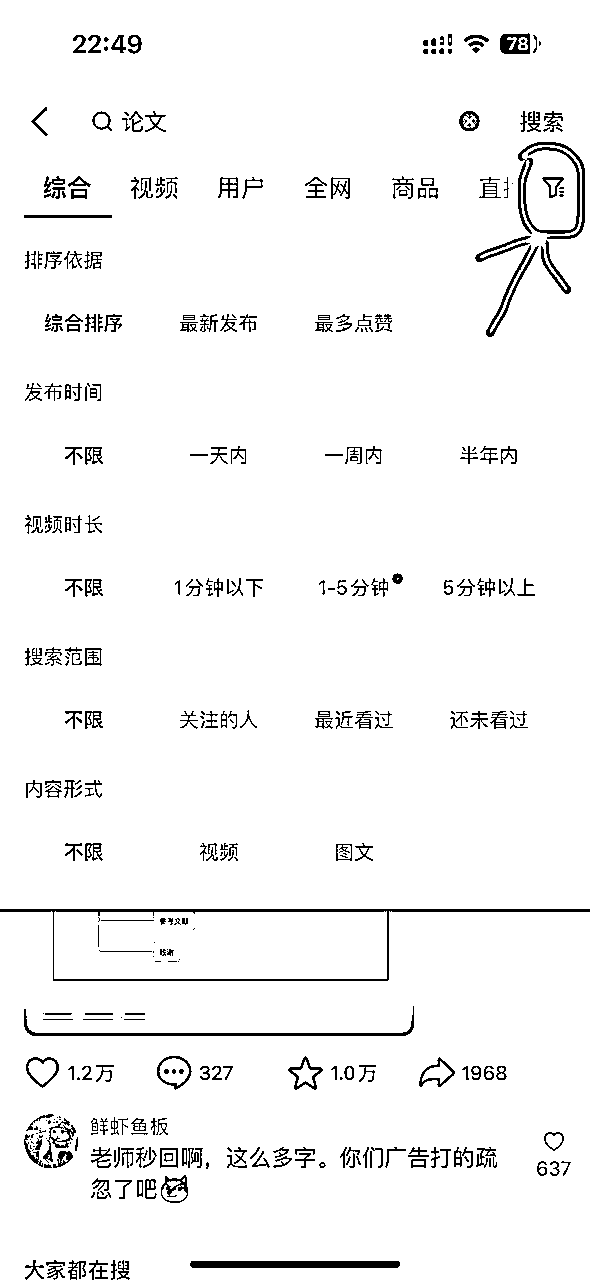 22:49
78
论文
搜索
综合 视频 用户 全网 商品 直播
排序依据
综合排序 最新发布 最多点赞
发布时间
不限 一天内 一周内 半年内
视频时长
不限 1分钟以下 1-5分钟 5分钟以上
搜索范围
不限 关注的人 最近看过 还未看过
内容形式
不限 视频 图文
参考文献
致谢
1.2万 327 1.0万 1968
鲜虾鱼板
老师秒回啊，这么多字。你们广告打的疏
忽了吧
637
大家都在搜